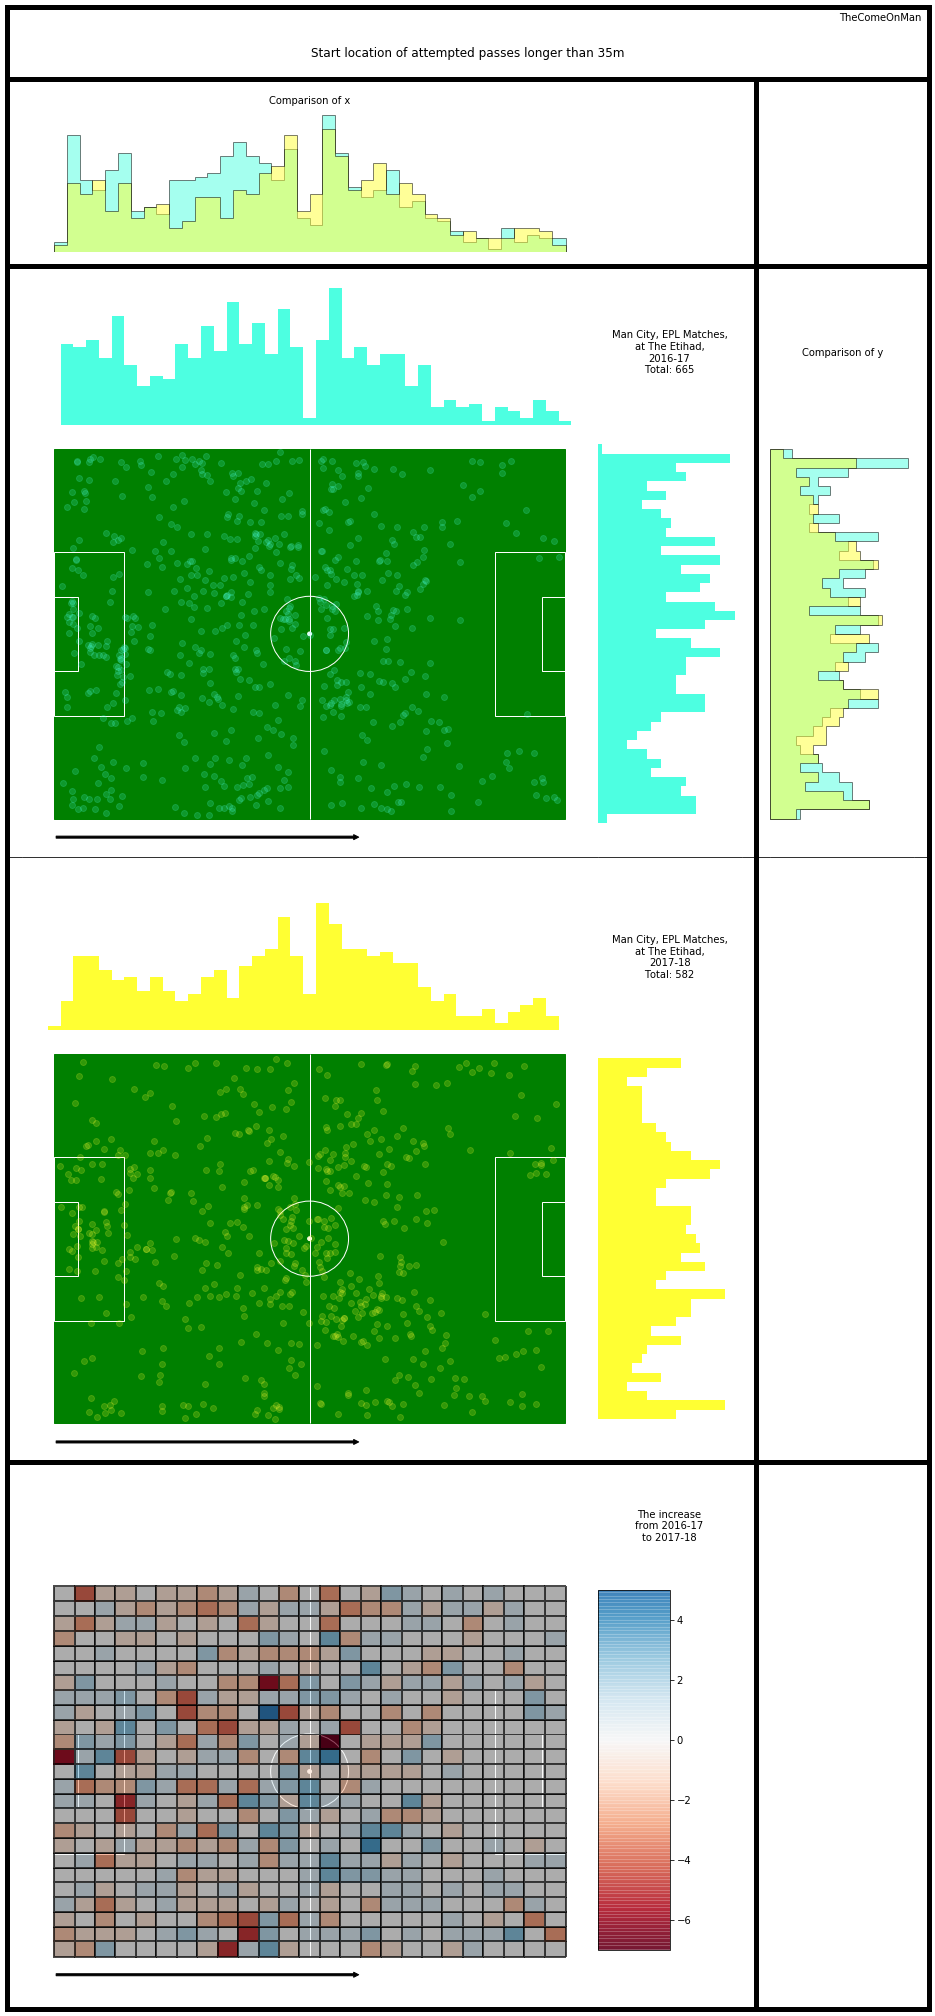 TheComeOnMan
Start location of attempted passes longer than 35m
Comparison of x
Man City, EPL Matches,
at The Etihad,
2016-17
Total: 665
Comparison of y
Man City, EPL Matches,
at The Etihad,
2017-18
Total: 582
The increase
from 2016-17
to 2017-18
4
2
0
−2
−4
−6